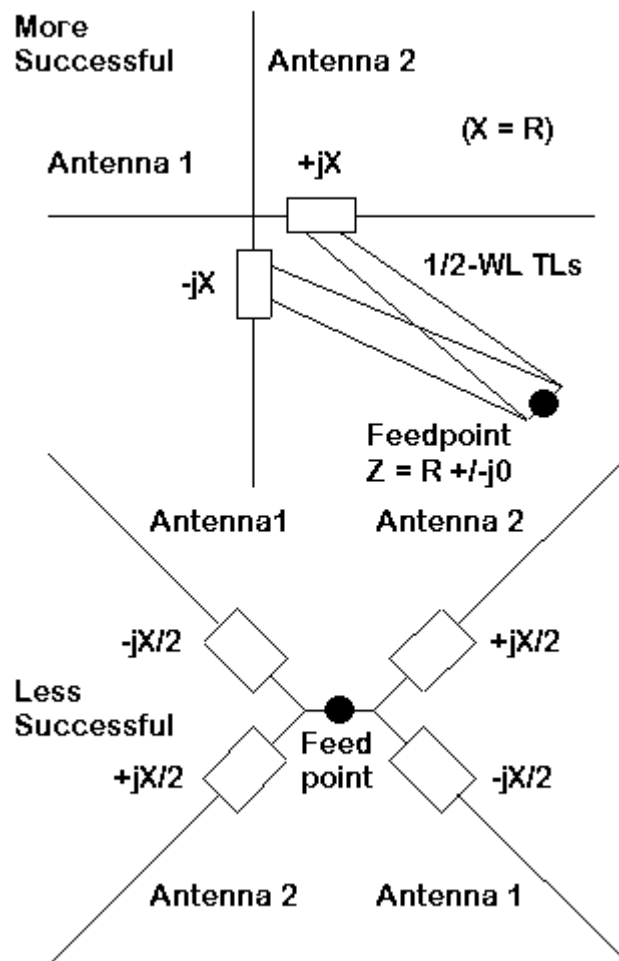 More
Successful
Antenna 2
(X = R)
Antenna 1
+jX
1/2-WL TLs
-jX
Feedpoint
Z = R +/-j0
Antenna1
Antenna 2
-jX/2
+jX/2
Less
Successful
Feed
point
+jX/2
-jX/2
Antenna 2
Antenna 1